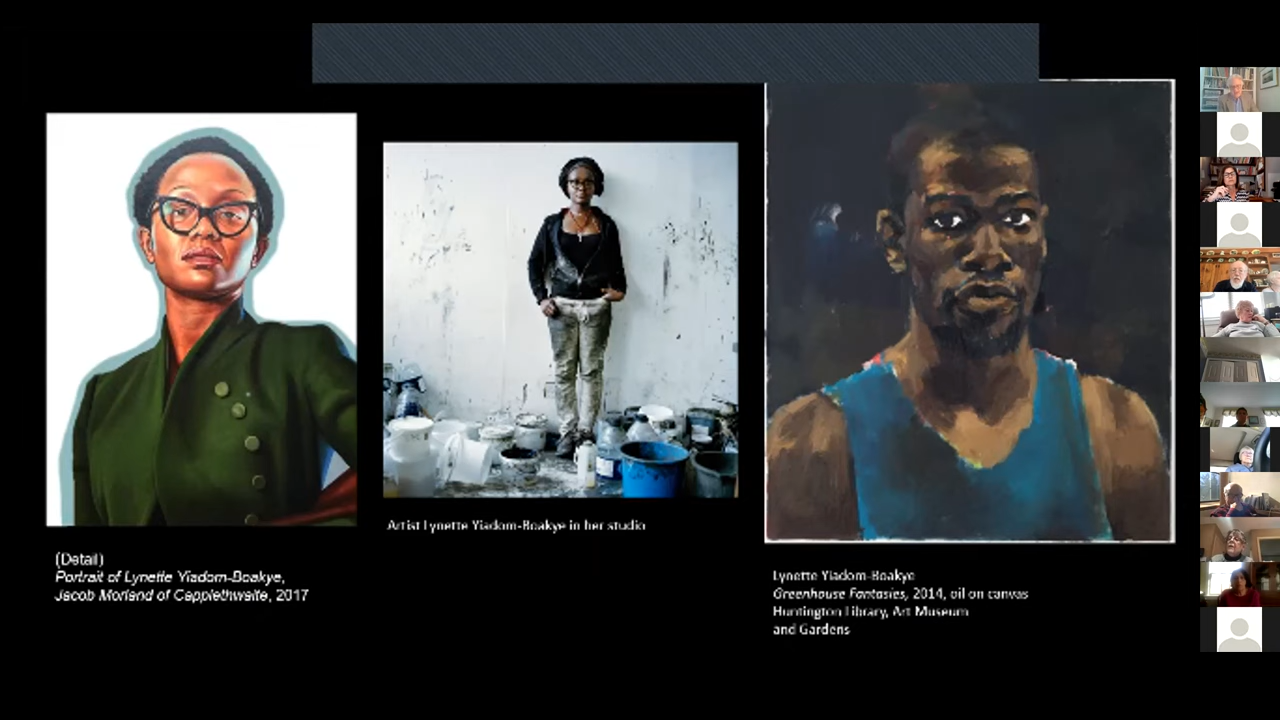 (Detail)
Portrait of Lynette Yiadom-Boakye,
Jacob Morland of Capplethwaite, 2017
Artist Lynette Yiadom-Boakye in her studio
Lynette Yiadom-Boakye
Greenhouse Fantasies, 2014, oil on canvas
Huntington Library, Art Museum
and Gardens